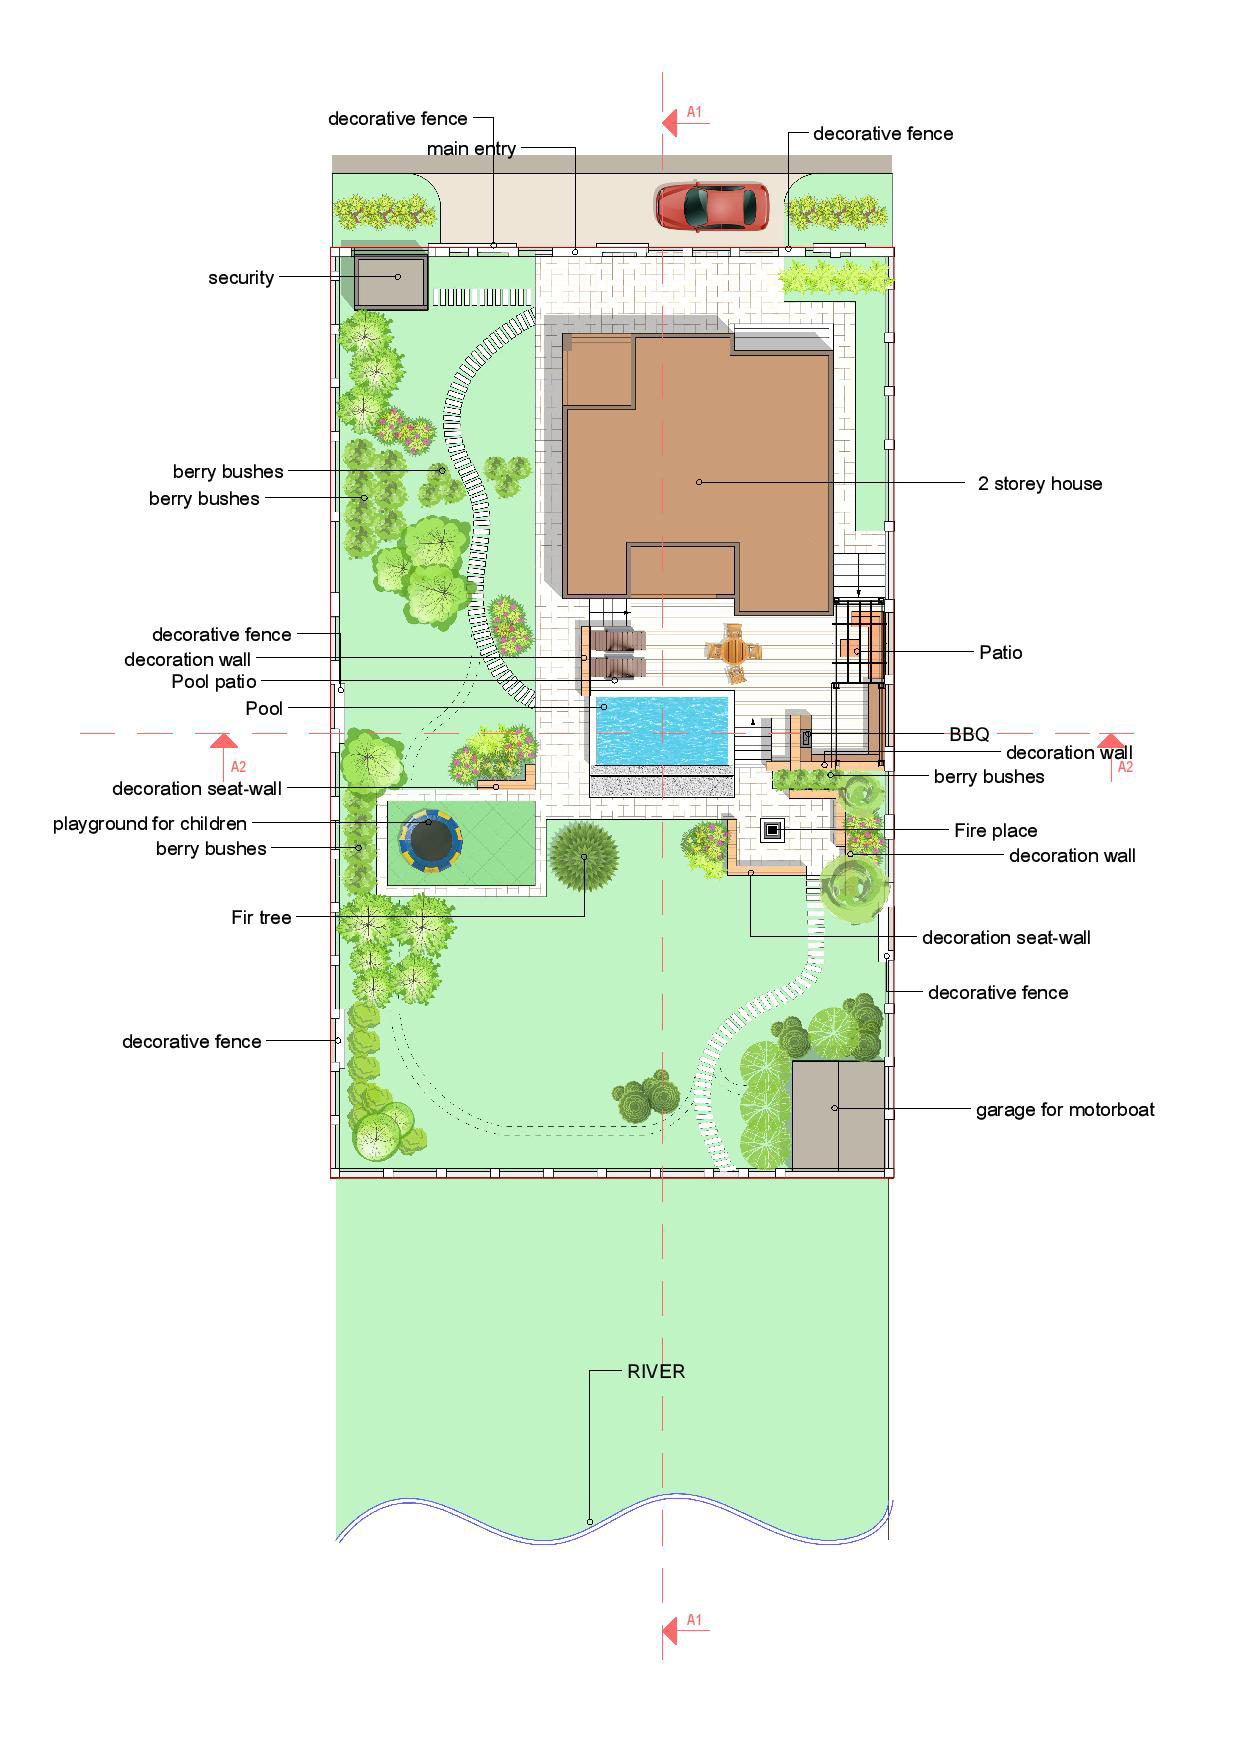 A1
decorative fence
decorative fence
main entry
security
berry bushes
2 storey house
berry bushes
decorative fence
Patio
decoration wall
Pool patio
Pool
BBQ
decoration wall
A2
A2
berry bushes
decoration seat-wall
playground for children
Fire place
berry bushes
decoration wall
Fir tree
decoration seat-wall
decorative fence
decorative fence
garage for motorboat
RIVER
A1